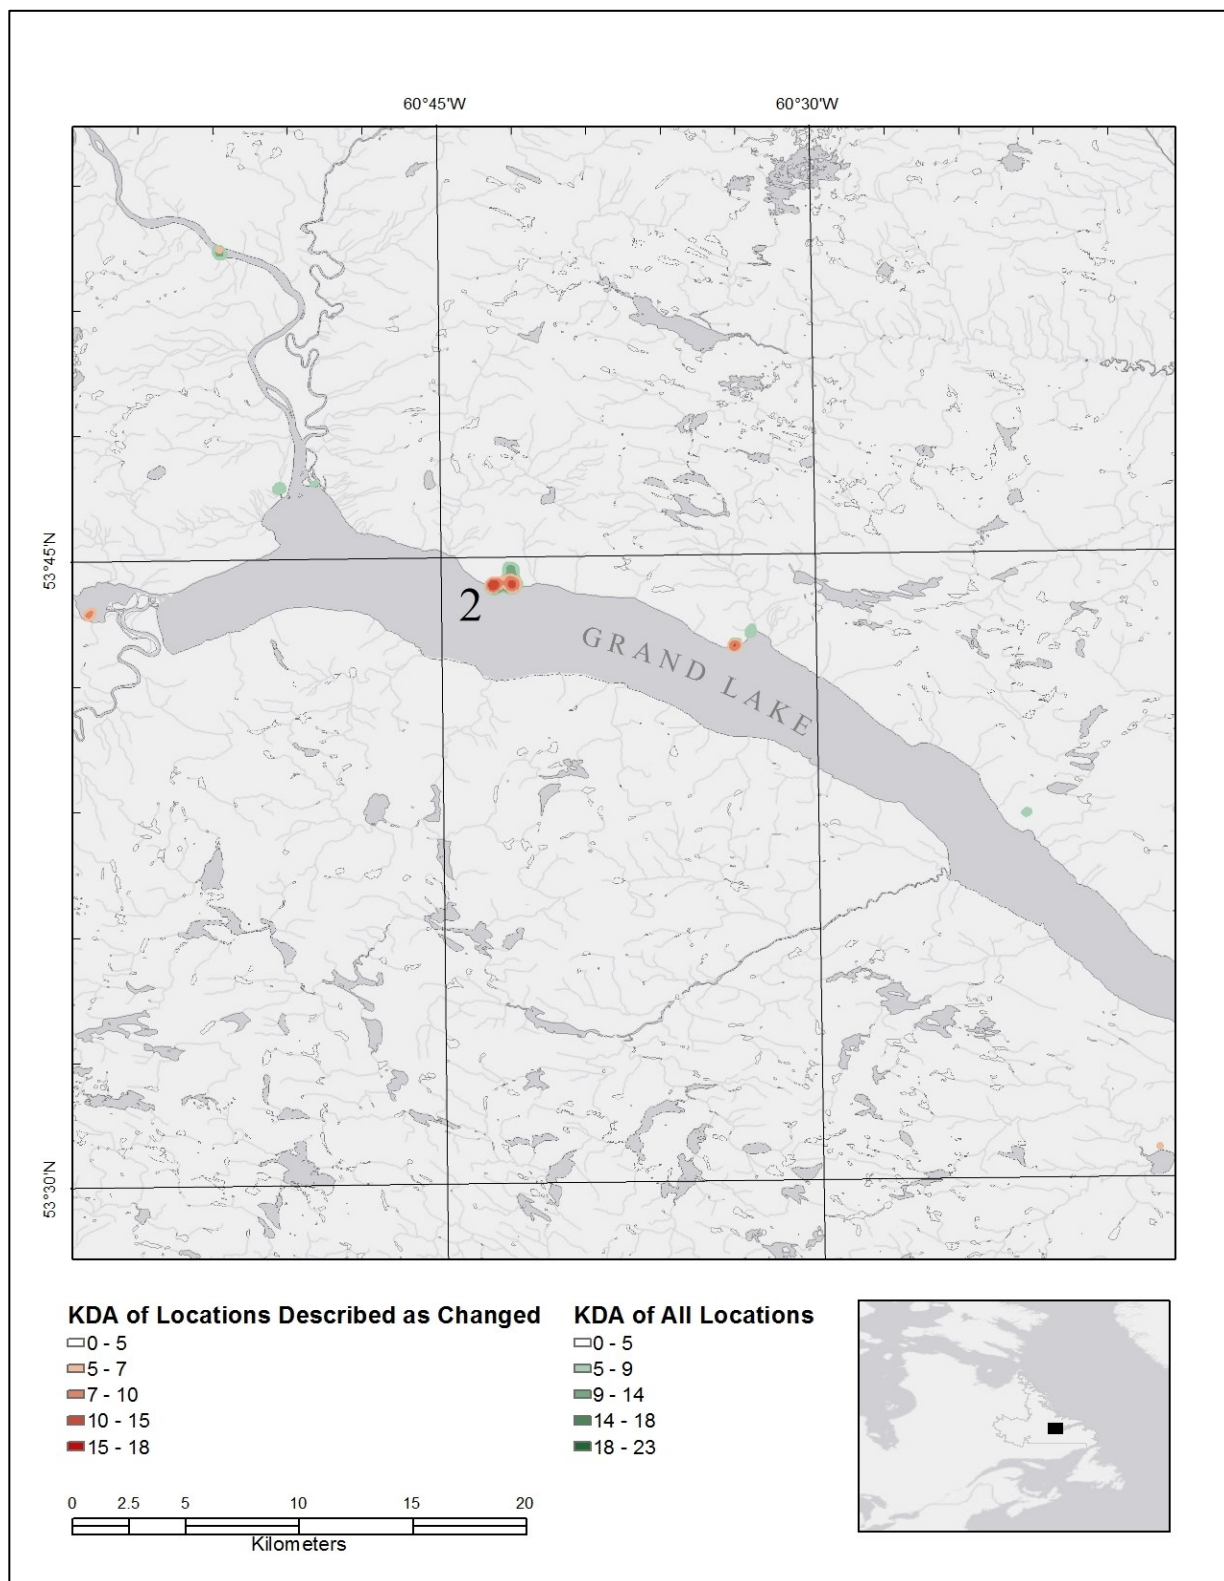 60°45'W 60°30'W
53°45'N
2
GRAND LAKE
53°30'N
KDA of Locations Described as Changed
0 - 5
5 - 7
7 - 10
10 - 15
15 - 18
KDA of All Locations
0 - 5
5 - 9
9 - 14
14 - 18
18 - 23
0 2.5 5 10 15 20
Kilometers